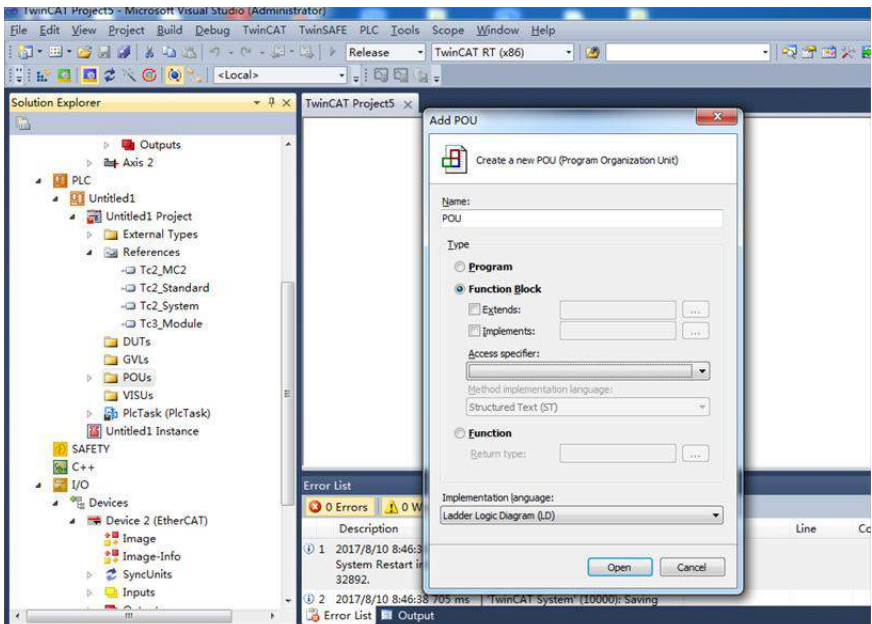 TwinCAT Project5 - Microsoft Visual Studio (Administrator)
File Edit View Project Build Debug TwinCAT TwinSAFE PLC Tools Scope Window Help
Release TwinCAT RT (x86)
<Local>
Solution Explorer
Outputs
Axis 2
PLC
Untitled1
Untitled1 Project
External Types
References
Tc2_MC2
Tc2_Standard
Tc2_System
Tc3_Module
DUTs
GVLs
POUs
VISUs
PlcTask (PlcTask)
Untitled1 Instance
SAFETY
C++
I/O
Devices
Device 2 (EtherCAT)
Image
Image-Info
SyncUnits
Inputs
TwinCAT Project5
Add POU
Create a new POU (Program Organization Unit)
Name:
POU
Type
Program
Function Block
Extends:
...
Implements:
...
Access specifier:
Method implementation language:
Structured Text (ST)
Function
Return type:
...
Implementation language:
Ladder Logic Diagram (LD)
Open Cancel
Error List
0 Errors 0 W
Description Line Co
1 2017/8/10 8:46:3
System Restart in
32892.
2 2017/8/10 8:46:38 705 ms | 'TwinCAT System' (10000): Saving
Error List Output